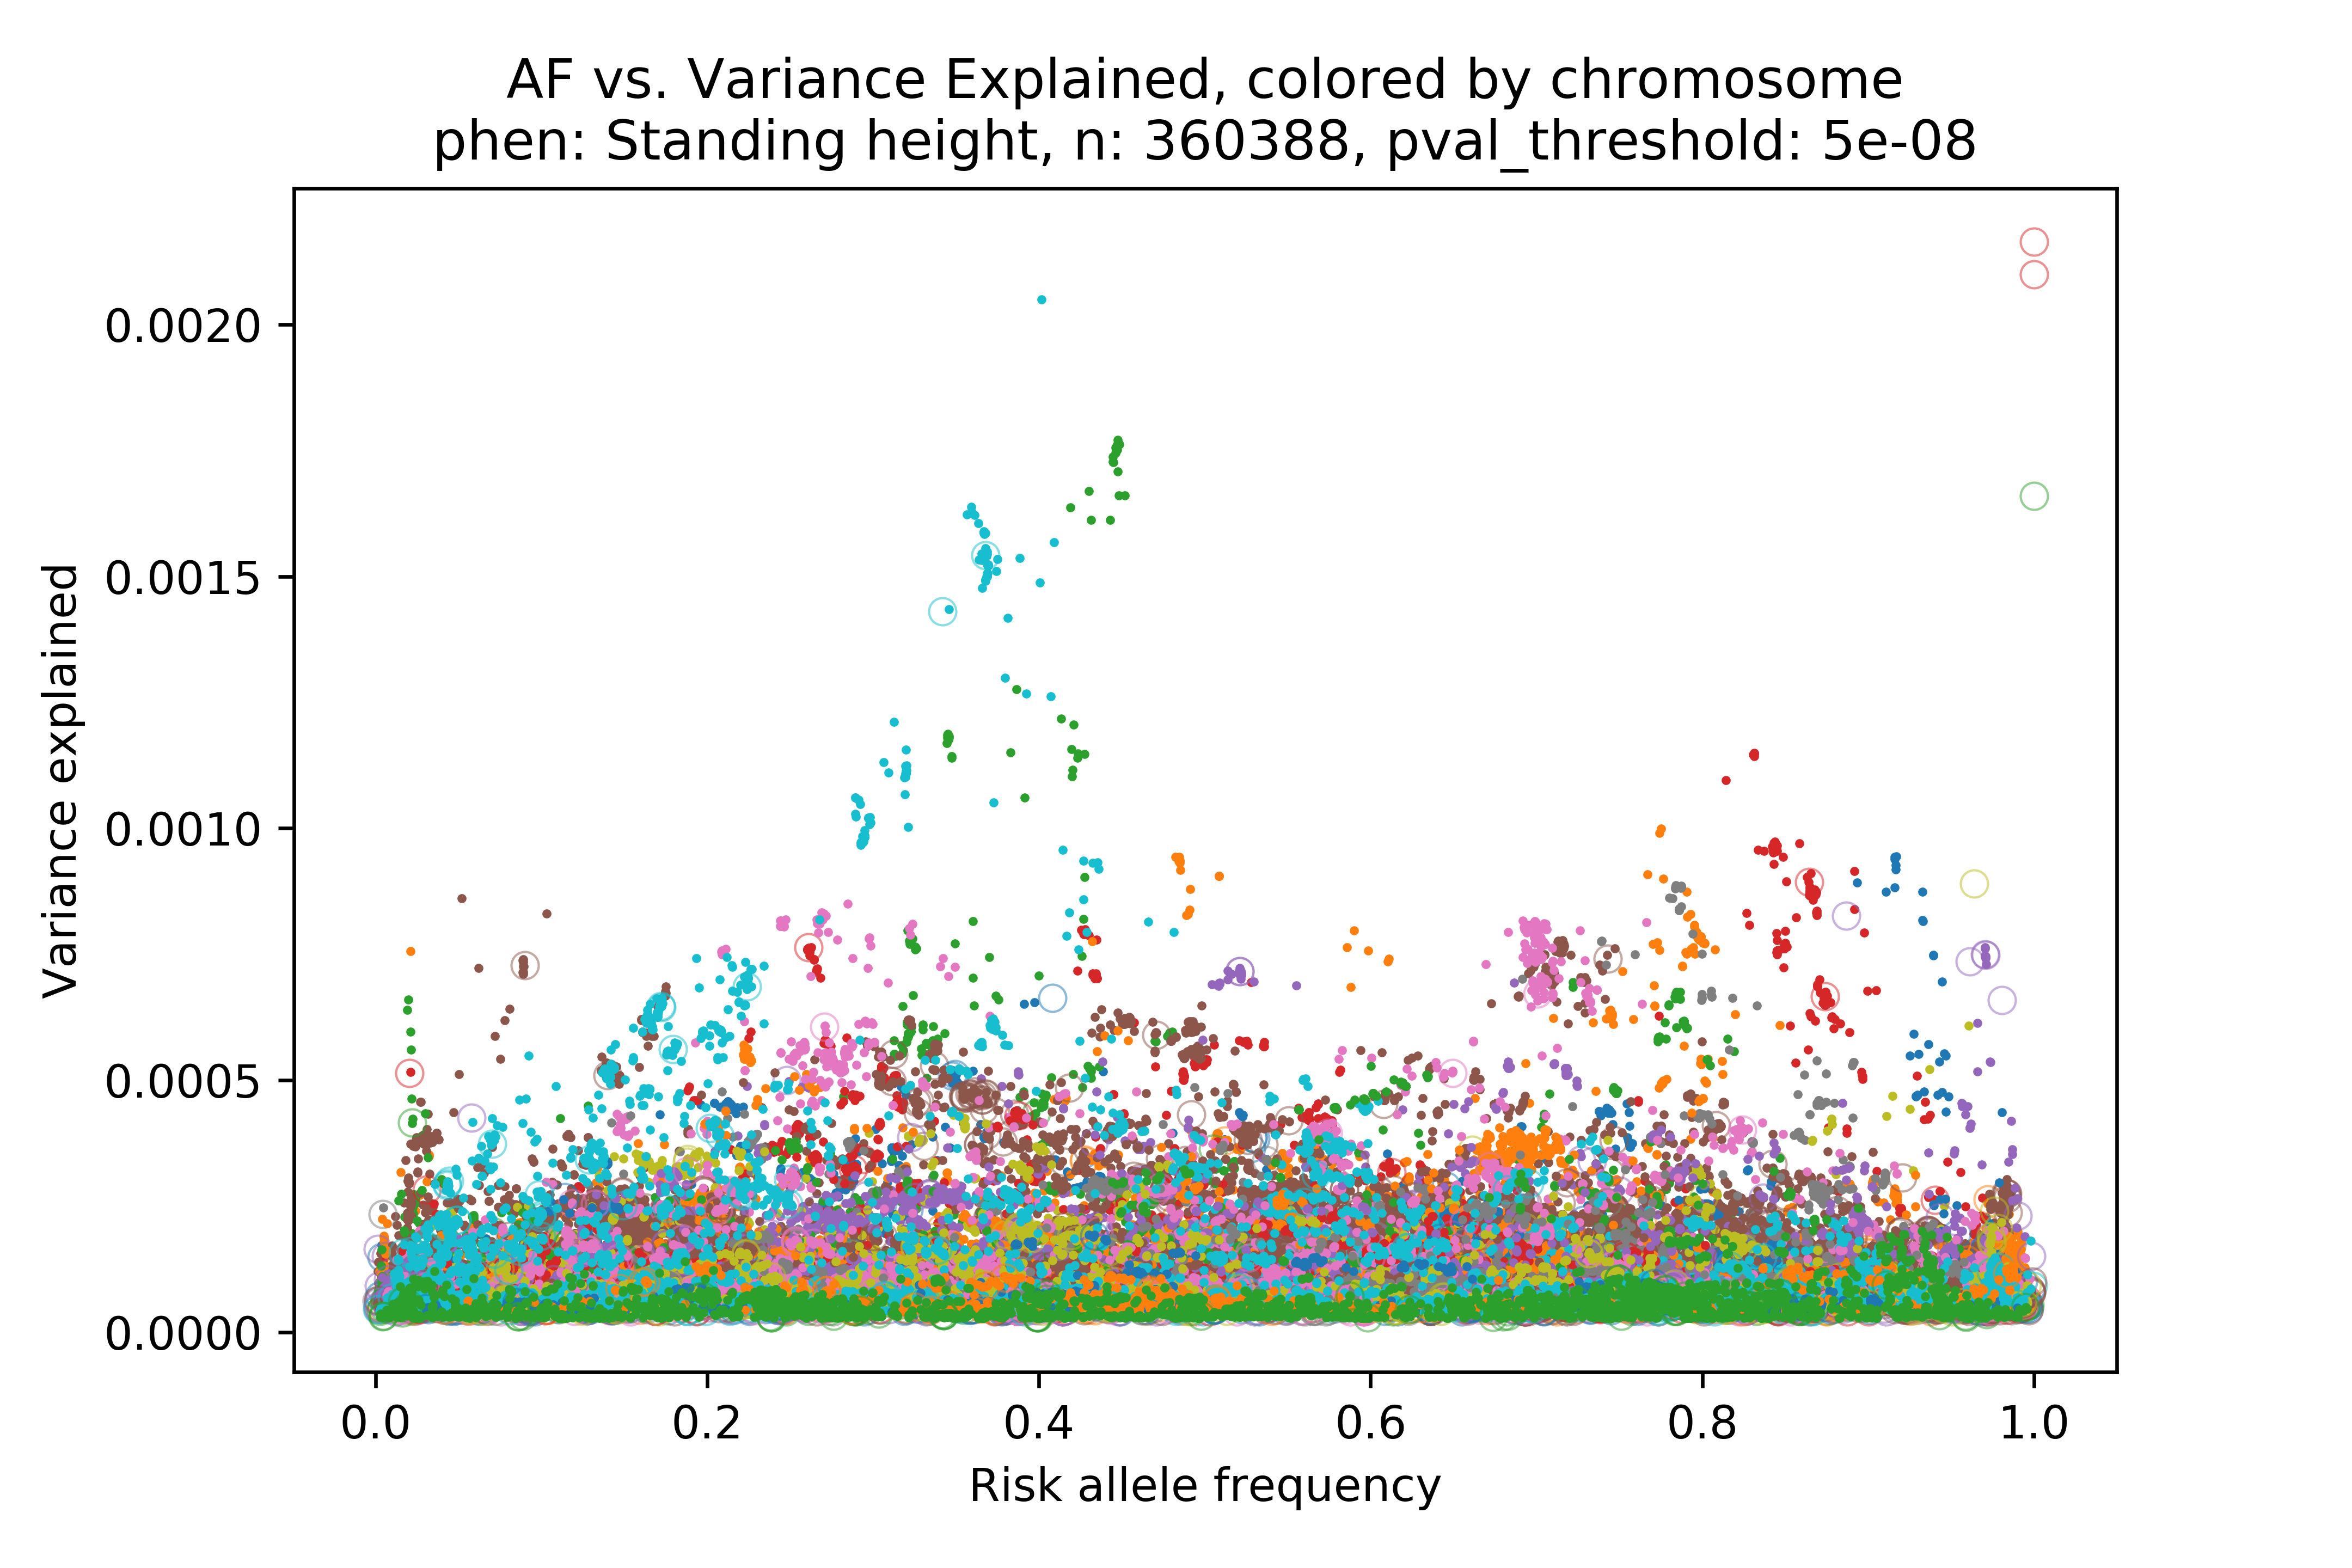 AF vs. Variance Explained, colored by chromosome
phen: Standing height, n: 360388, pval_threshold: 5e-08
Variance explained
0.0020
0.0015
0.0010
0.0005
0.0000
0.0 0.2 0.4 0.6 0.8 1.0
Risk allele frequency